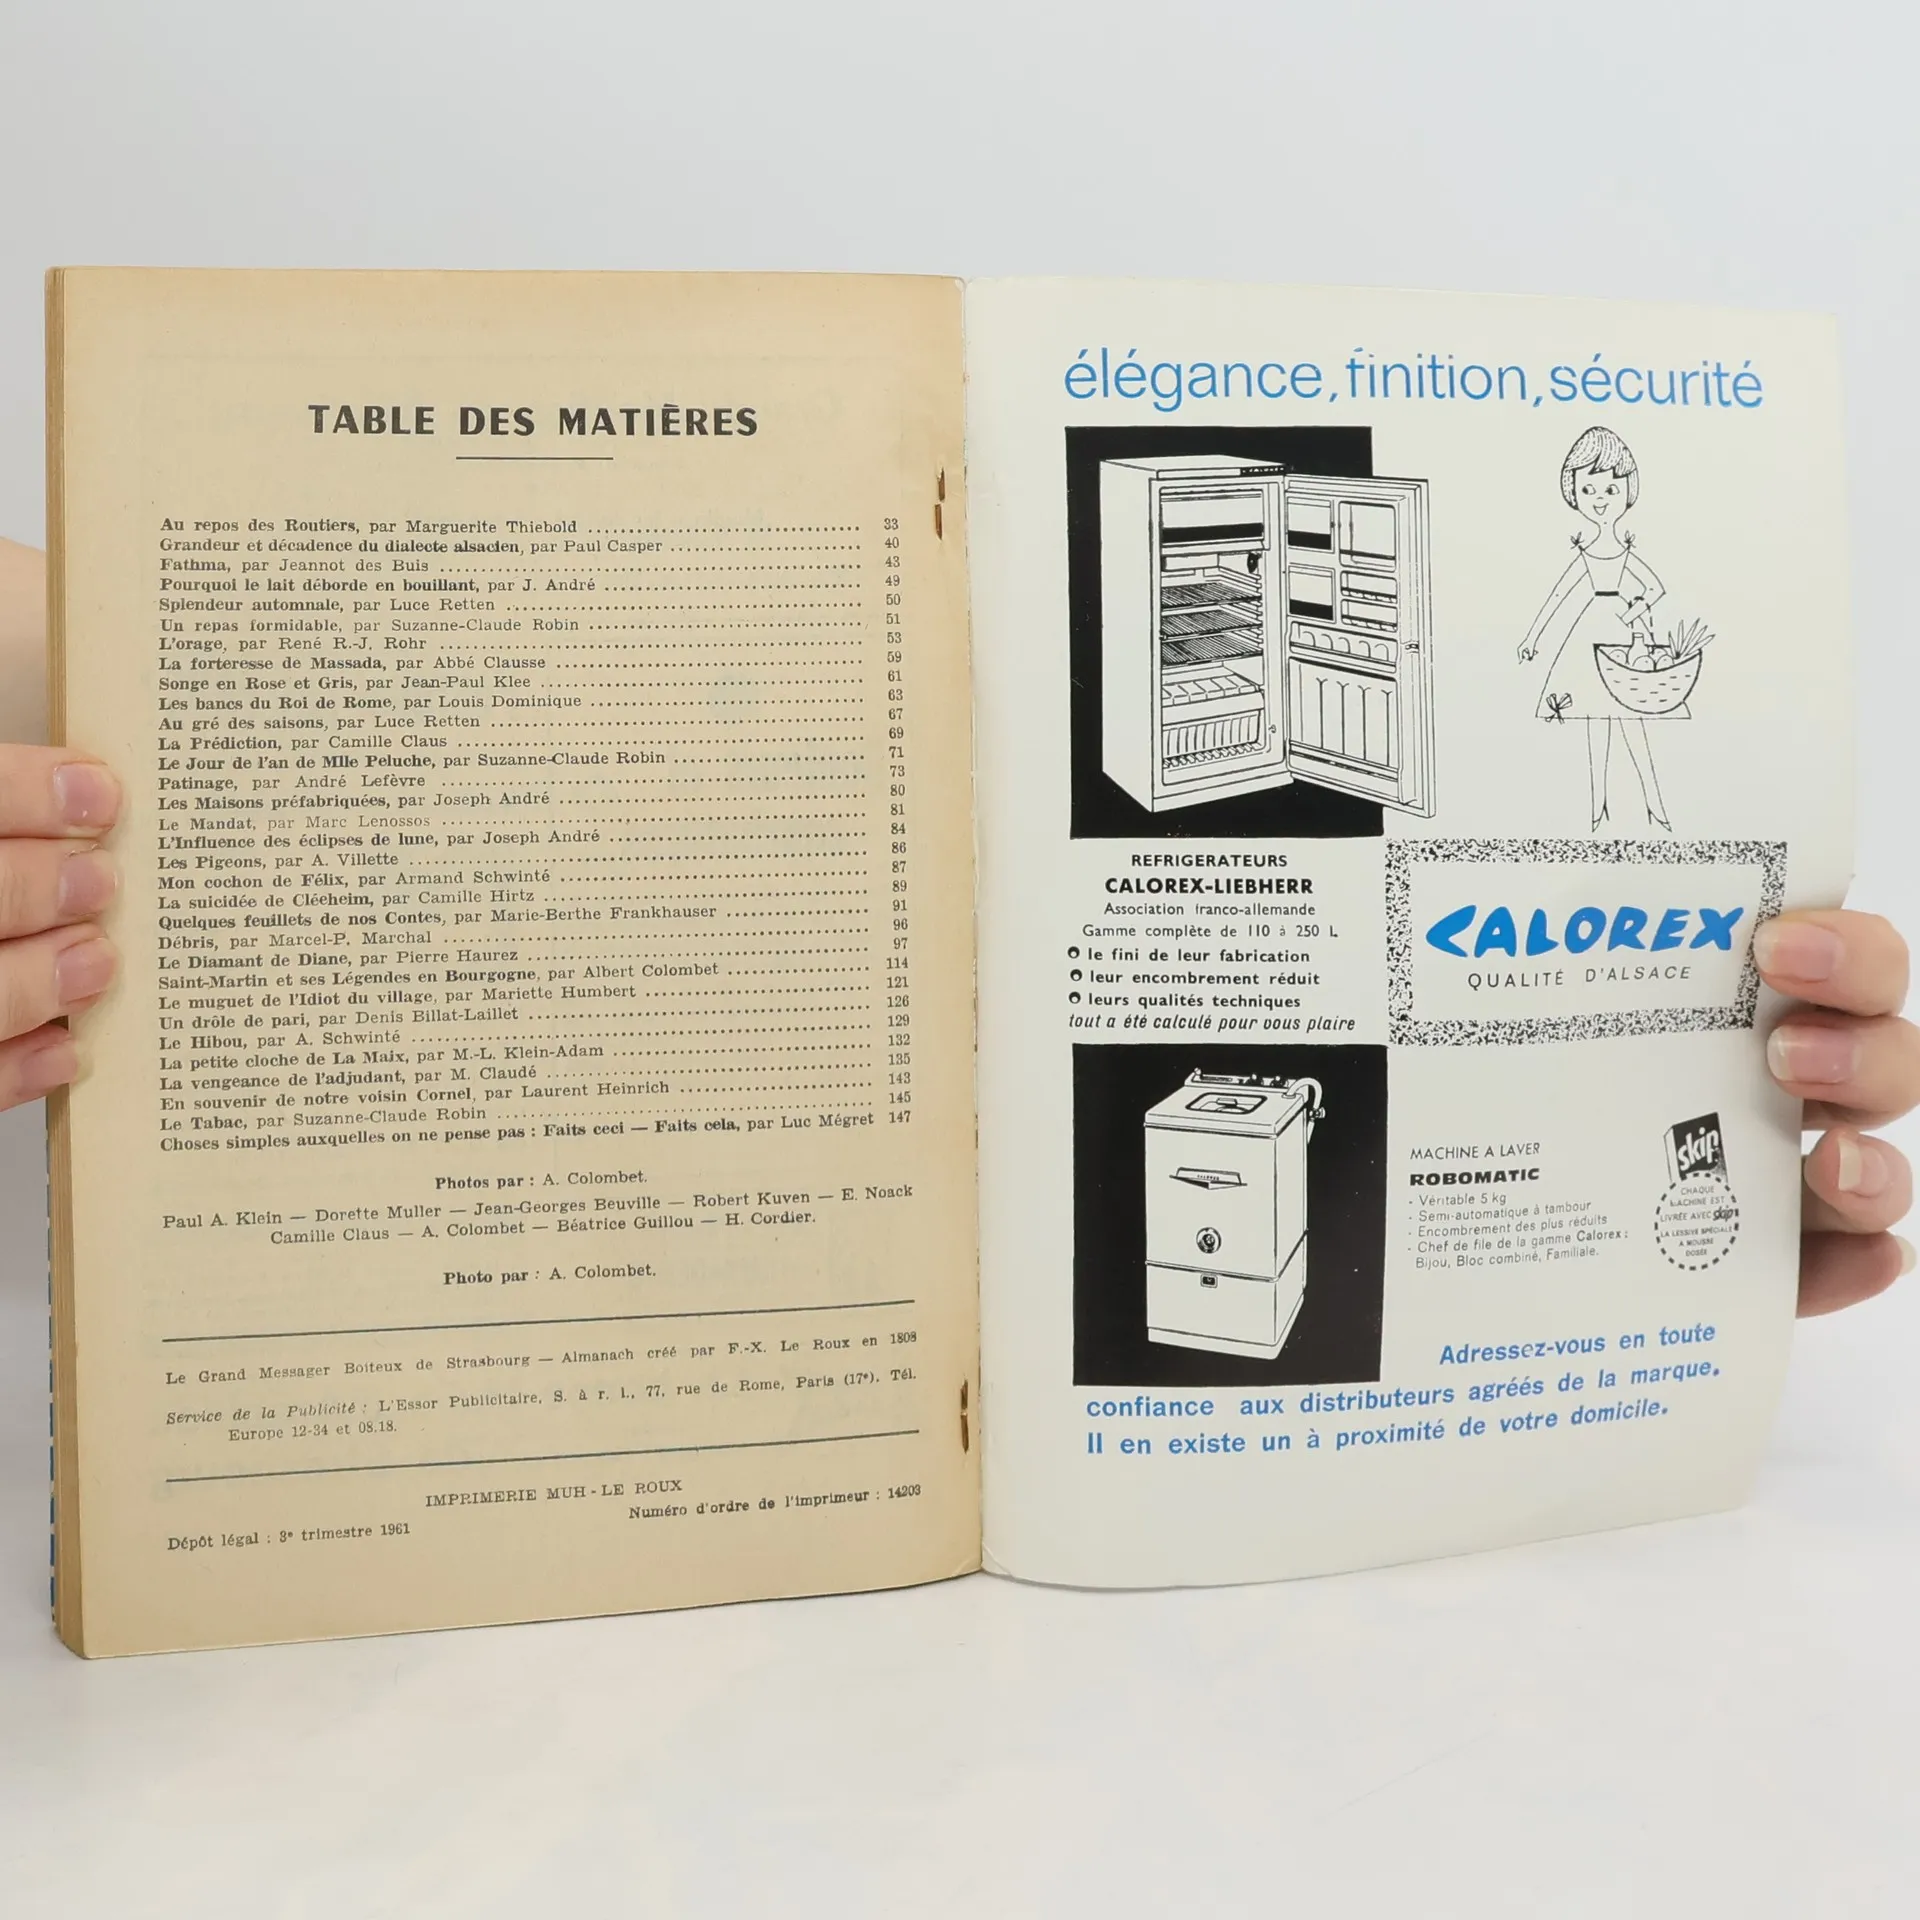 TABLE DES MATIÈRES
Au repos des Routiers, par Marguerite Thiebold 33
Grandeur et décadence du dialecte alsacien, par Paul Casper 40
Fathma, par Jeannot des Buis 43
Pourquoi le lait déborde en bouillant, par J. André 49
Splendeur automnale, par Luce Retten 50
Un repas formidable, par Suzanne-Claude Robin 51
L'orage, par René R.-J. Rohr 53
La forteresse de Massada, par Abbé Clausse 59
Songe en Rose et Gris, par Jean-Paul Klee 61
Les bancs du Roi de Rome, par Louis Dominique 63
Au gré des saisons, par Luce Retten 67
La Prédiction, par Camille Claus 69
Le Jour de l'an de Mlle Peluche, par Suzanne-Claude Robin 71
Patinage, par André Lefèvre 73
Les Maisons préfabriquées, par Joseph André 80
Le Mandat, par Marc Lenossos 81
L'Influence des éclipses de lune, par Joseph André 84
Les Pigeons, par A. Villette 86
Mon cochon de Félix, par Armand Schwinté 87
La suicidée de Cléeheim, par Camille Hirtz 89
Quelques feuillets de nos Contes, par Marie-Berthe Frankhauser 91
Débris, par Marcel-P. Marchal 96
Le Diamant de Diane, par Pierre Haurez 97
Saint-Martin et ses Légendes en Bourgogne, par Albert Colombet 114
Le muguet de l'Idiot du village, par Mariette Humbert 121
Un drôle de pari, par Denis Billat-Laillet 126
Le Hibou, par A. Schwinté 129
La petite cloche de La Maix, par M.-L. Klein-Adam 132
La vengeance de l'adjudant, par M. Claudé 135
En souvenir de notre voisin Cornel, par Laurent Heinrich 143
Le Tabac, par Suzanne-Claude Robin 145
Choses simples auxquelles on ne pense pas : Faits ceci — Faits cela, par Luc Mégret 147
Photos par : A. Colombet.
Paul A. Klein — Dorette Muller — Jean-Georges Beuville — Robert Kuven — E. Noack
Camille Claus — A. Colombet — Béatrice Guillou — H. Cordier.
Photo par : A. Colombet.
Le Grand Messager Boiteux de Strasbourg — Almanach créé par F.-X. Le Roux en 1808
Service de la Publicité : L'Essor Publicitaire, S. à r. l., 77, rue de Rome, Paris (17e), Tél.
Europe 12-34 et 08.18.
IMPRIMERIE MUH-LE ROUX
Numéro d'ordre de l'imprimeur : 14203
Dépôt légal : 3e trimestre 1961
élégance, finition, sécurité
REFRIGERATEURS
CALOREX-LIEBHERR
Association franco-allemande
Gamme complète de 110 à 250 L
le fini de leur fabrication
leur encombrement réduit
leurs qualités techniques
tout a été calculé pour vous plaire
CALOREX
QUALITÉ D'ALSACE
MACHINE A LAVER
ROBOMATIC
- Véritable 5 kg
- Semi-automatique à tambour
- Encombrement des plus réduits
- Chef de file de la gamme Calorex :
Bijou, Bloc combiné, Familiale.
skip
CHAQUE
MACHINE EST
LIVRÉE AVEC skip
LA LESSIVE SPÉCIALE
A MOUSSE
DOSÉE
Adressez-vous en toute
confiance aux distributeurs agréés de la marque.
Il en existe un à proximité de votre domicile.